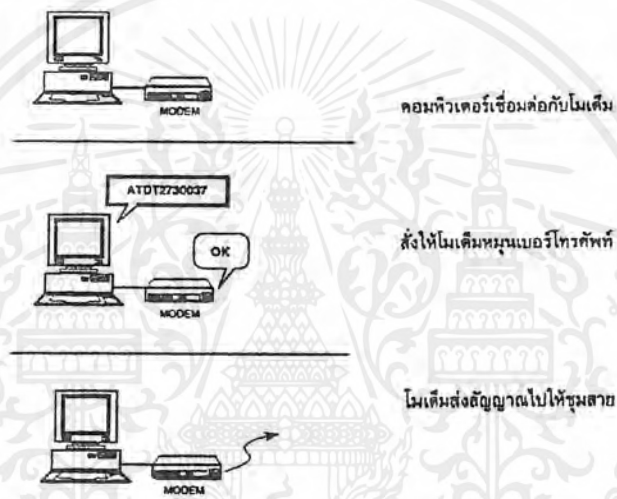 MODEM
คอมพิวเตอร์เชื่อมต่อกับโมเด็ม
ATDT2730037
OK
MODEM
สั่งให้โมเด็มหมุนเบอร์โทรศัพท์
โมเด็มส่งสัญญาณไปให้ชุมสาย
MODEM